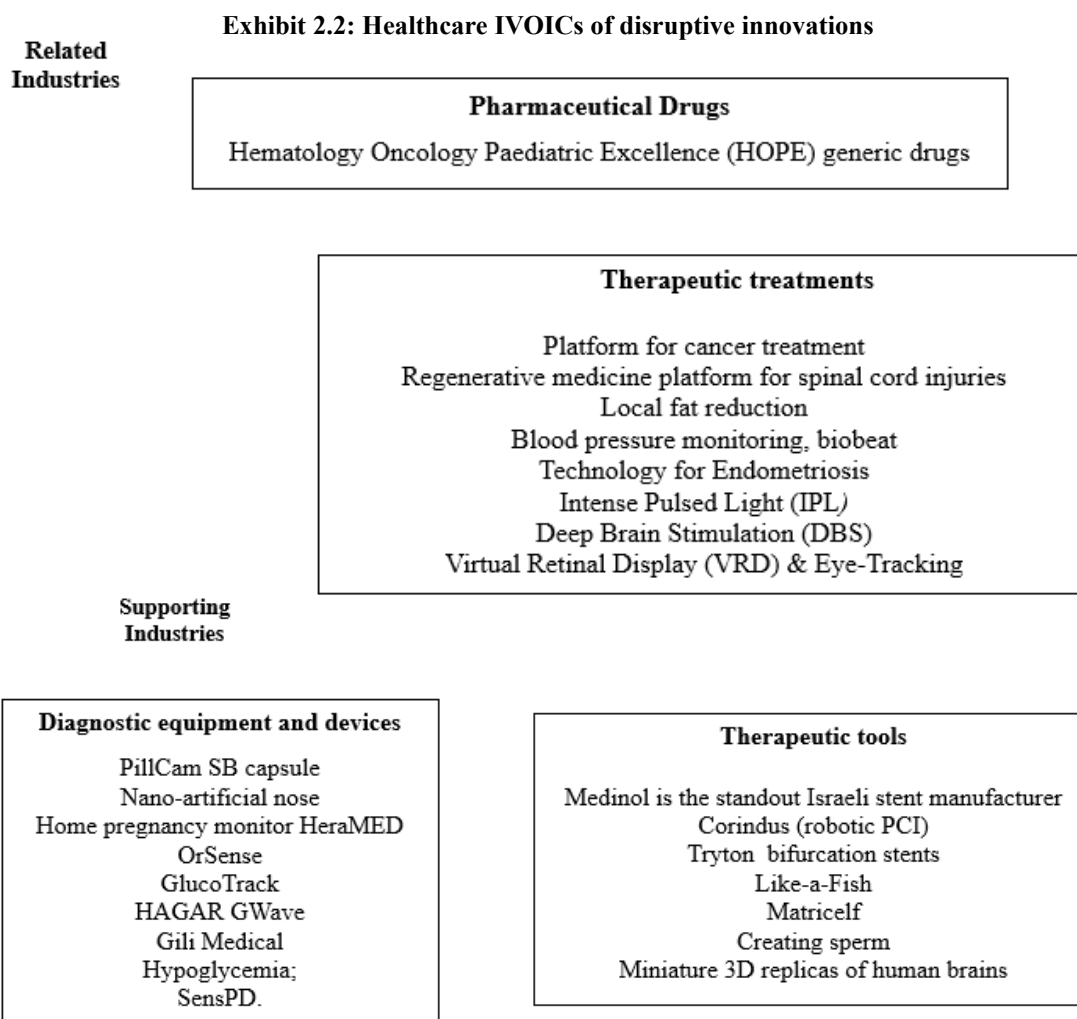 Exhibit 2.2: Healthcare IVOICs of disruptive innovations
Related
Industries
Pharmaceutical Drugs
Hematology Oncology Paediatric Excellence (HOPE) generic drugs
Therapeutic treatments
Platform for cancer treatment
Regenerative medicine platform for spinal cord injuries
Local fat reduction
Blood pressure monitoring, biobeat
Technology for Endometriosis
Intense Pulsed Light (IPL)
Deep Brain Stimulation (DBS)
Virtual Retinal Display (VRD) & Eye-Tracking
Supporting
Industries
Diagnostic equipment and devices
PillCam SB capsule
Nano-artificial nose
Home pregnancy monitor HeraMED
OrSense
GlucoTrack
HAGAR GWave
Gili Medical
Hypoglycemia;
SensPD.
Therapeutic tools
Medinol is the standout Israeli stent manufacturer
Corindus (robotic PCI)
Tryton bifurcation stents
Like-a-Fish
Matricelf
Creating sperm
Miniature 3D replicas of human brains